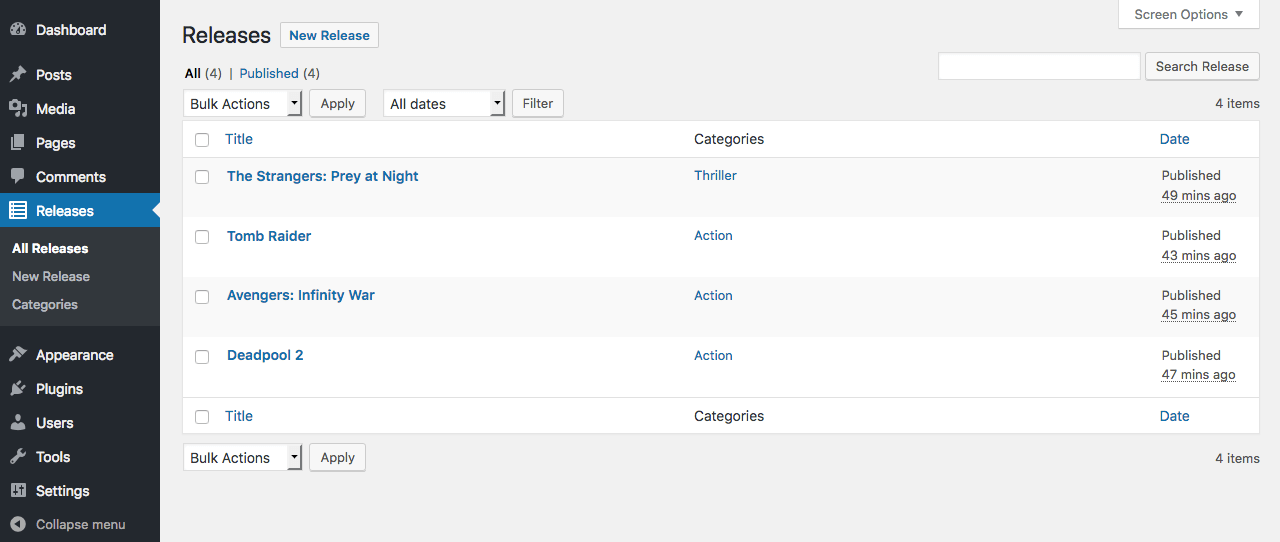 Dashboard
Posts
Media
Pages
Comments
Releases
All Releases
New Release
Categories
Appearance
Plugins
Users
Tools
Settings
Collapse menu
Screen Options
Releases New Release
All (4) | Published (4)
Search Release
Bulk Actions Apply All dates Filter 4 items
Title Categories Date
The Strangers: Prey at Night Thriller Published
49 mins ago
Tomb Raider Action Published
43 mins ago
Avengers: Infinity War Action Published
45 mins ago
Deadpool 2 Action Published
47 mins ago
Title Categories Date
Bulk Actions Apply 4 items